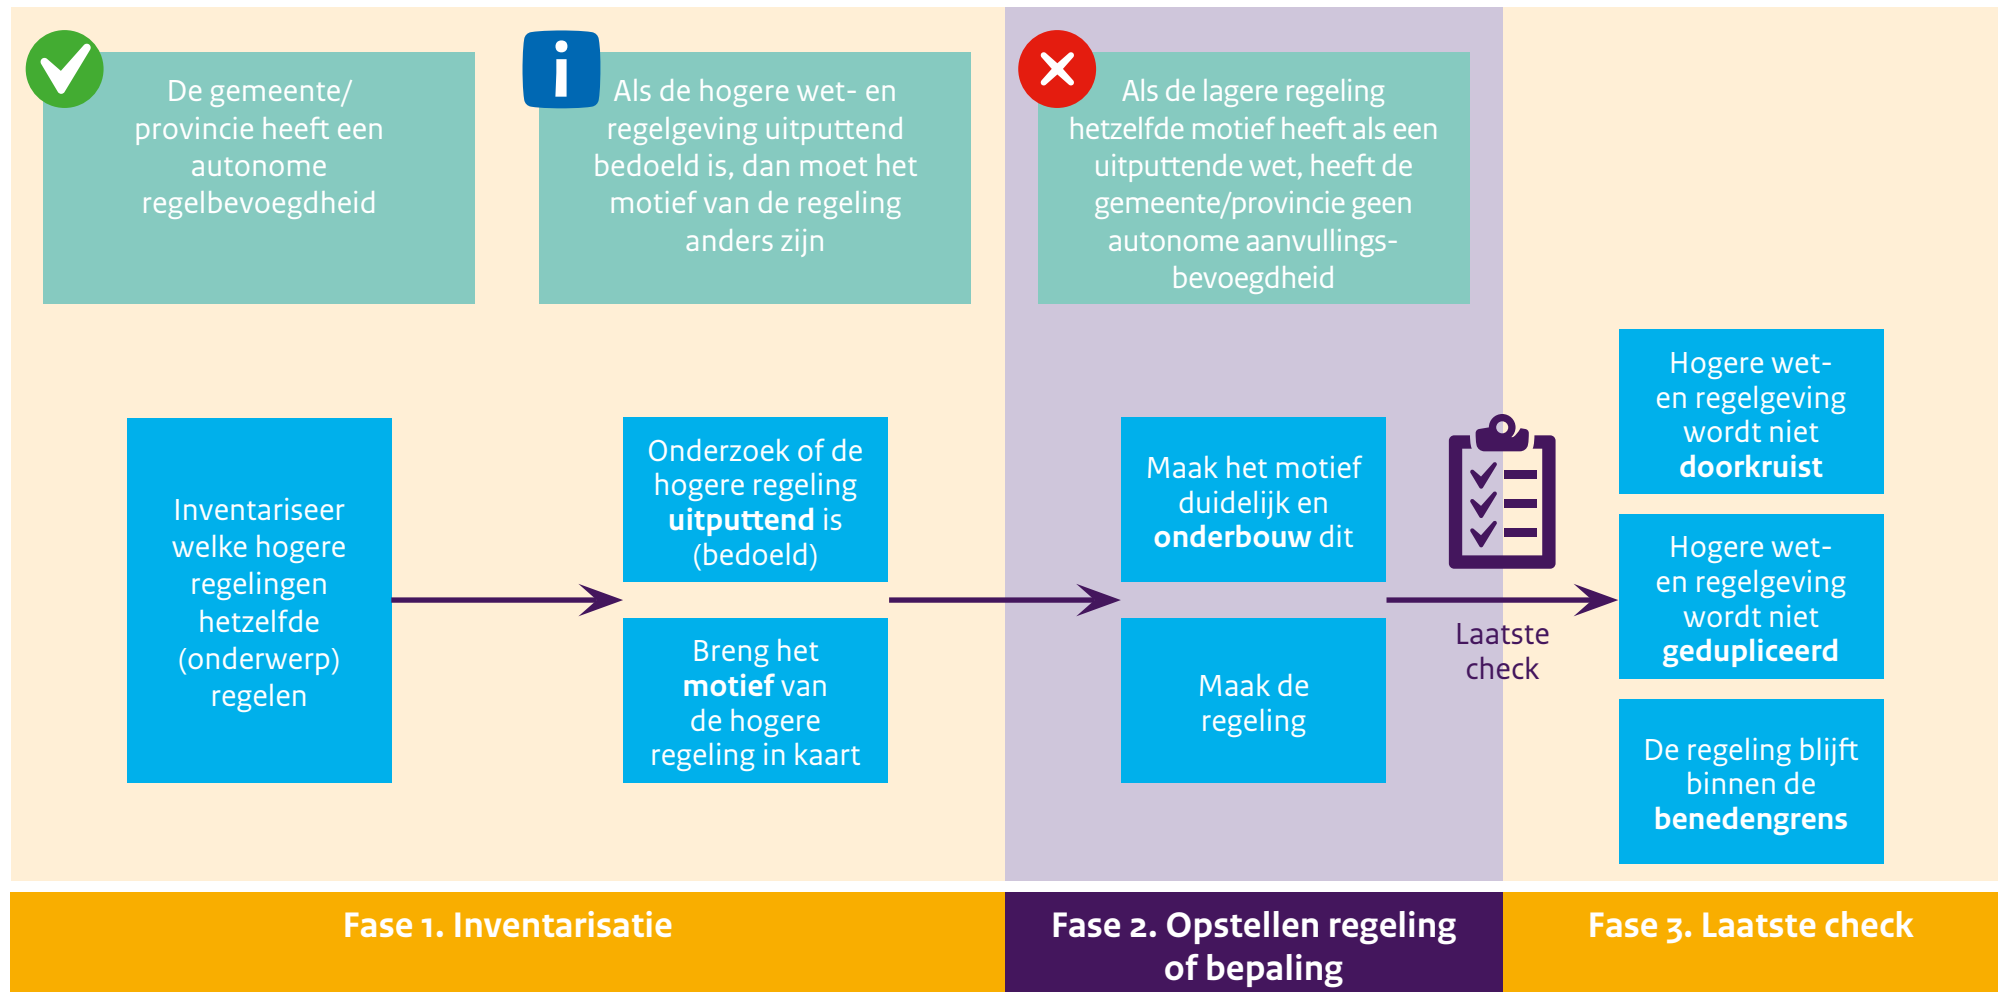 De gemeente/
provincie heeft een
autonome
regelbevoegdheid
Als de hogere wet- en
regelgeving uitputtend
bedoeld is, dan moet het
motief van de regeling
anders zijn
Als de lagere regeling
hetzelfde motief heeft als een
uitputtende wet, heeft de
gemeente/provincie geen
autonome aanvullings-
bevoegdheid
Inventariseer
welke hogere
regelingen
hetzelfde
(onderwerp)
regelen
Onderzoek of de
hogere regeling
uitputtend is
(bedoeld)
Breng het
motief van
de hogere
regeling in kaart
Maak het motief
duidelijk en
onderbouw dit
Maak de
regeling
Laatste
check
Hogere wet-
en regelgeving
wordt niet
doorkruist
Hogere wet-
en regelgeving
wordt niet
gedupliceerd
De regeling blijft
binnen de
benedengrens
Fase 1. Inventarisatie
Fase 2. Opstellen regeling
of bepaling
Fase 3. Laatste check